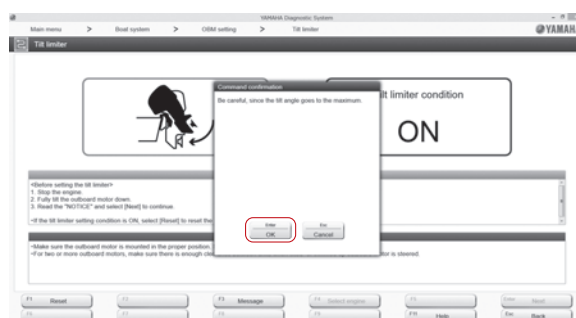 YAMAHA Diagnostic System
Main menu > Boat system > OBM setting > Tilt limiter
YAMAH
Tilt limiter
Command confirmation
Be careful, since the tilt angle goes to the maximum.
ilt limiter condition
ON
<Before setting the tilt limiter>
1. Stop the engine.
2. Fully tilt the outboard motor down.
3. Read the "NOTICE" and select [Next] to continue.
-If the tilt limiter setting condition is ON, select [Reset] to reset the
Enter OK
Esc Cancel
-Make sure the outboard motor is mounted in the proper position.
-For two or more outboard motors, make sure there is enough cle
tor is steered.
F1 Reset F2 F3 Message F4 Select engine F5 Enter Next
F11 Help Esc Back